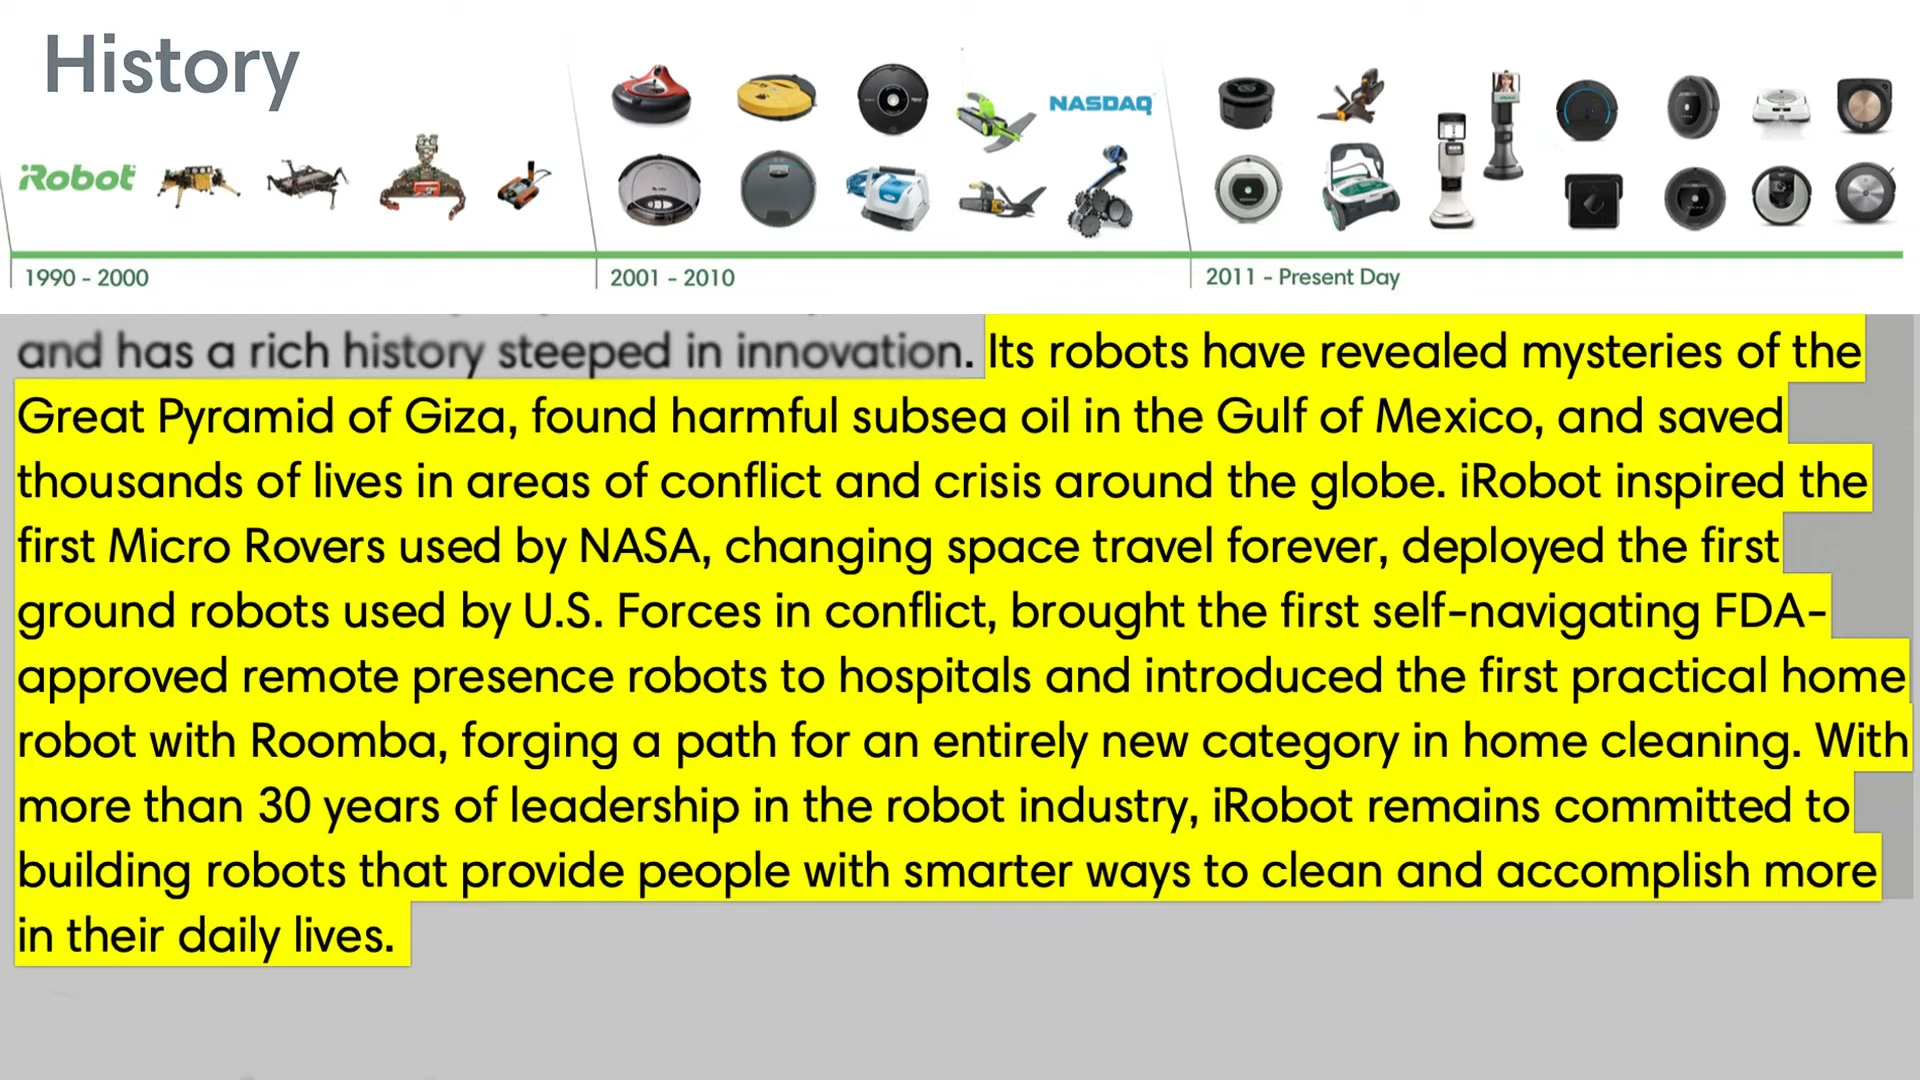 History
iRobot
NASDAQ
1990 - 2000
2001 - 2010
2011 - Present Day
and has a rich history steeped in innovation. Its robots have revealed mysteries of the
Great Pyramid of Giza, found harmful subsea oil in the Gulf of Mexico, and saved
thousands of lives in areas of conflict and crisis around the globe. iRobot inspired the
first Micro Rovers used by NASA, changing space travel forever, deployed the first
ground robots used by U.S. Forces in conflict, brought the first self-navigating FDA-
approved remote presence robots to hospitals and introduced the first practical home
robot with Roomba, forging a path for an entirely new category in home cleaning. With
more than 30 years of leadership in the robot industry, iRobot remains committed to
building robots that provide people with smarter ways to clean and accomplish more
in their daily lives.